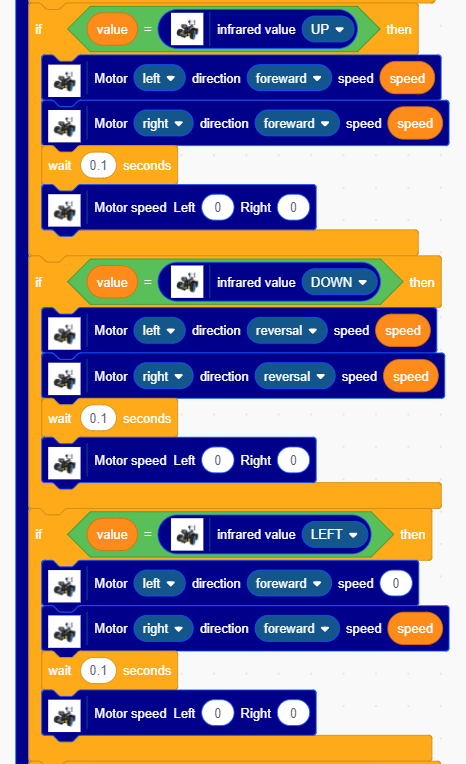 if value = infrared value UP then
Motor left direction forward speed speed
Motor right direction forward speed speed
wait 0.1 seconds
Motor speed Left 0 Right 0
if value = infrared value DOWN then
Motor left direction reversal speed speed
Motor right direction reversal speed speed
wait 0.1 seconds
Motor speed Left 0 Right 0
if value = infrared value LEFT then
Motor left direction forward speed 0
Motor right direction forward speed speed
wait 0.1 seconds
Motor speed Left 0 Right 0